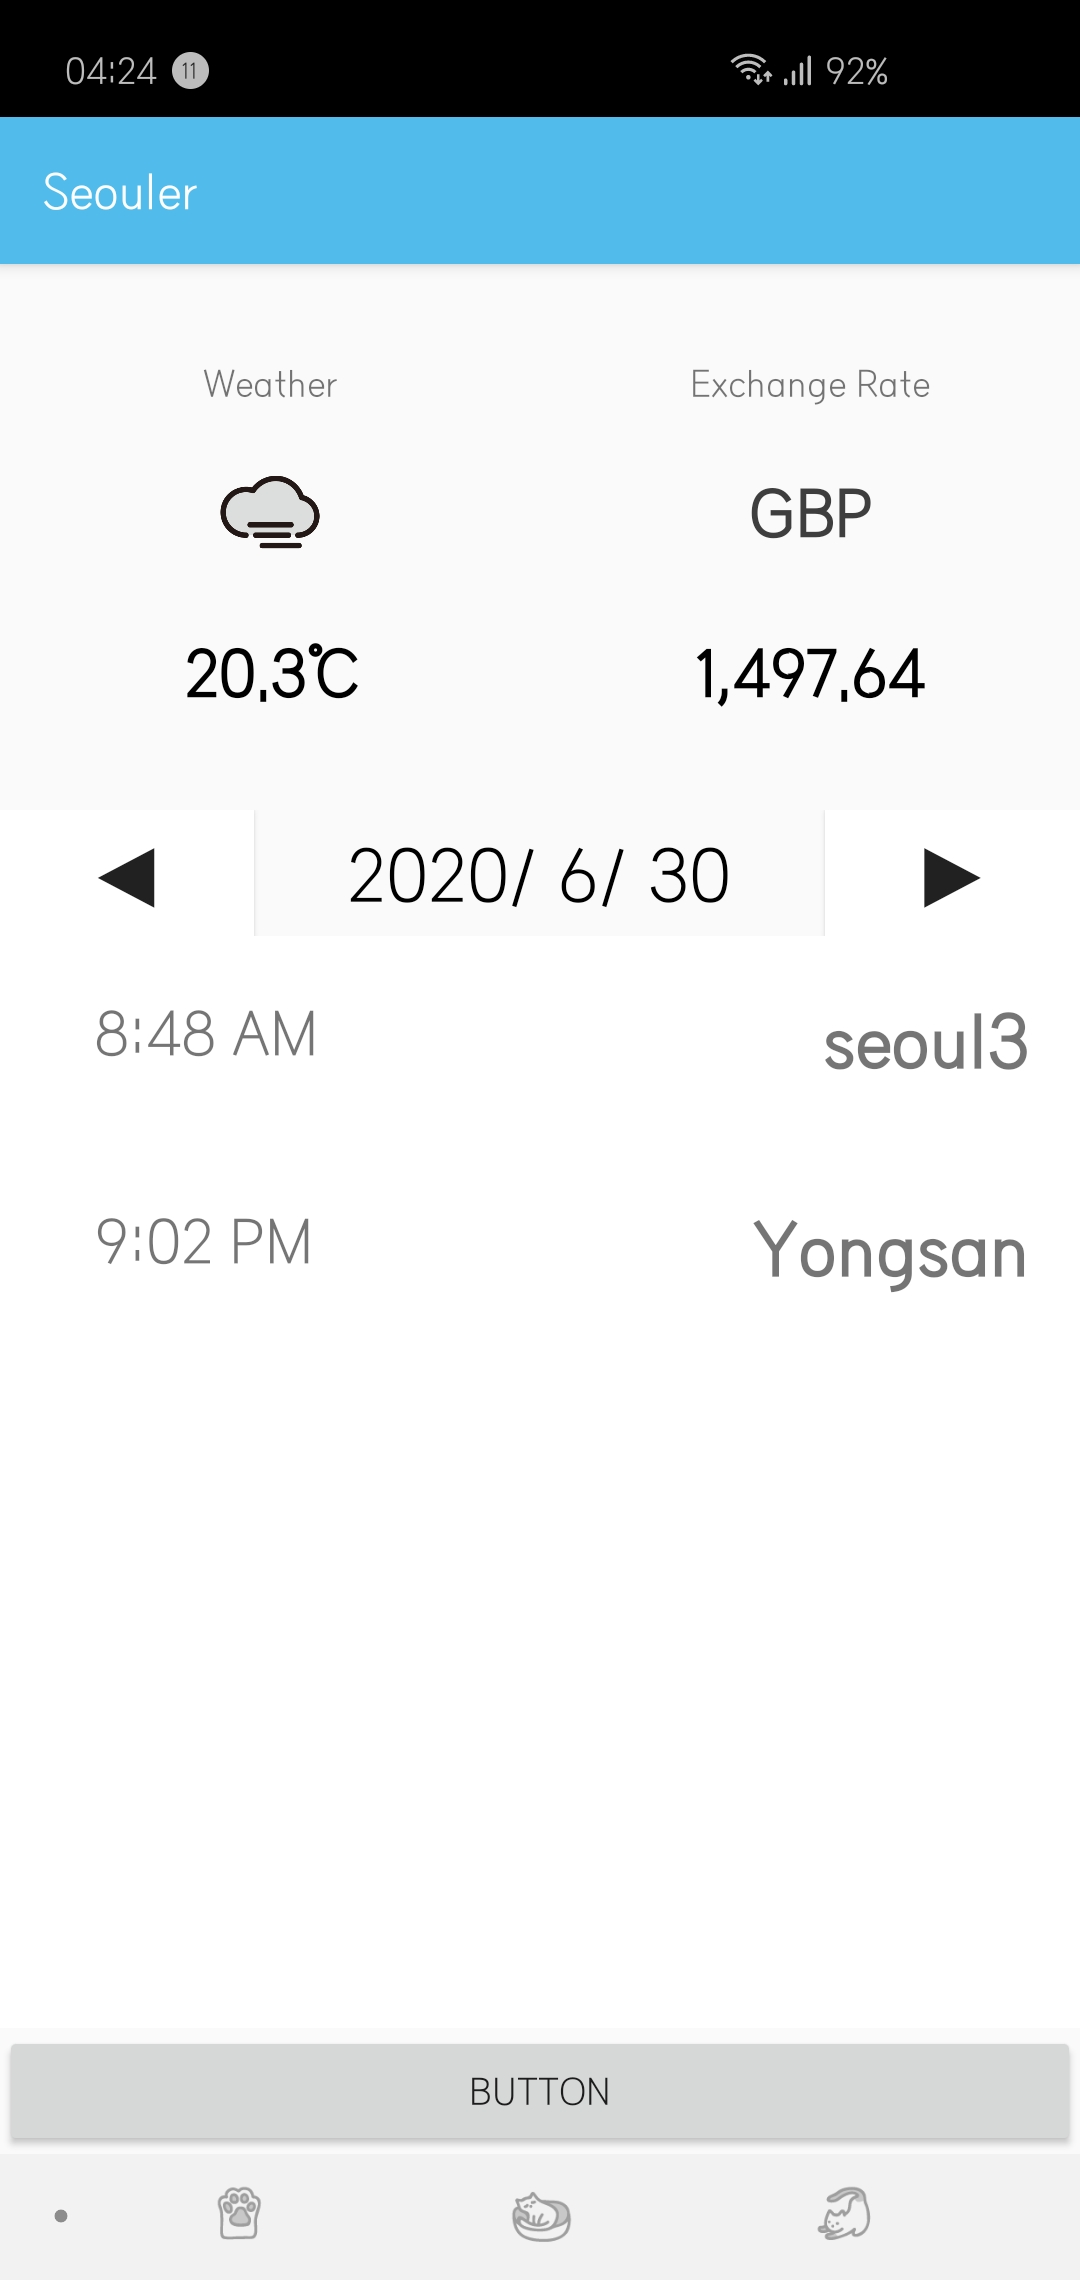 04:24 11 92%
Seouler
Weather Exchange Rate
GBP
20.3℃ 1,497.64
◀ 2020/ 6/ 30 ▶
8:48 AM seoul3
9:02 PM Yongsan
BUTTON